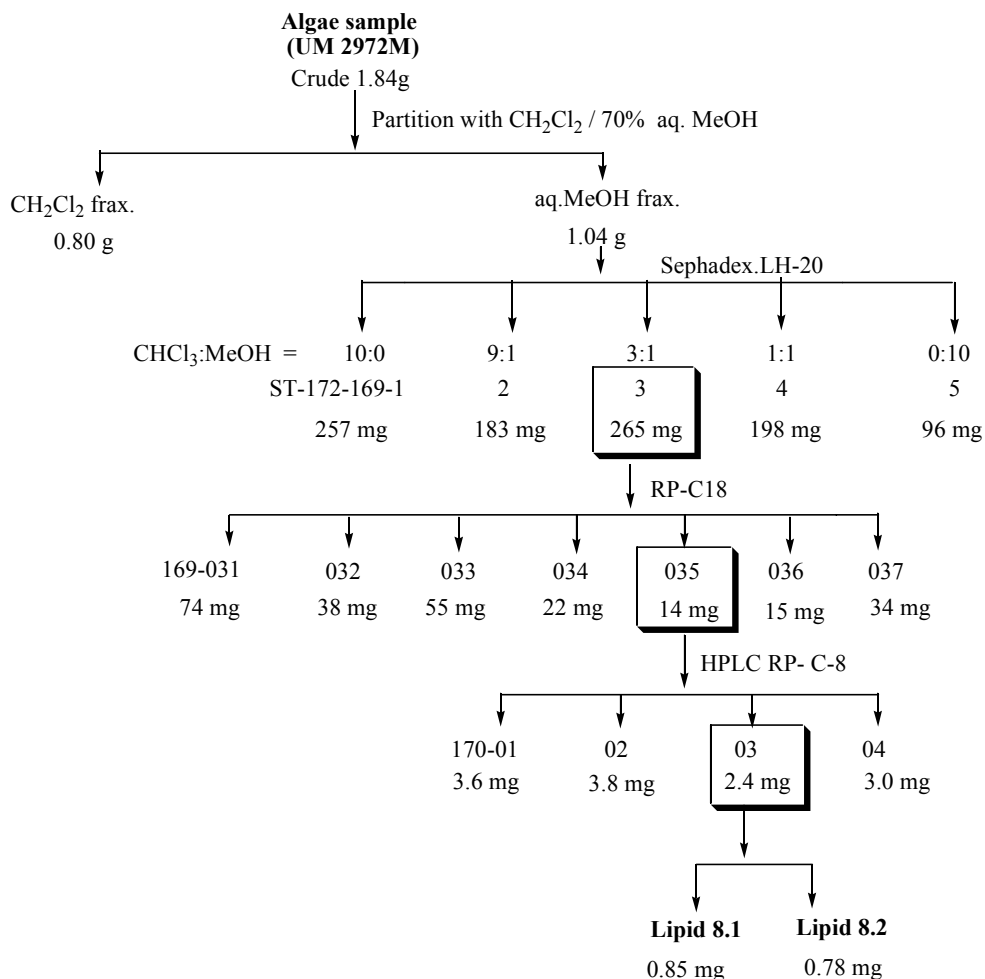 Algae sample
(UM 2972M)
Crude 1.84g
Partition with CH₂Cl₂ / 70% aq. MeOH
CH₂Cl₂ frax. aq.MeOH frax.
0.80 g 1.04 g
Sephadex.LH-20
CHCl₃:MeOH = 10:0 9:1 3:1 1:1 0:10
ST-172-169-1 2 3 4 5
257 mg 183 mg 265 mg 198 mg 96 mg
RP-C18
169-031 032 033 034 035 036 037
74 mg 38 mg 55 mg 22 mg 14 mg 15 mg 34 mg
HPLC RP- C-8
170-01 02 03 04
3.6 mg 3.8 mg 2.4 mg 3.0 mg
Lipid 8.1 Lipid 8.2
0.85 mg 0.78 mg